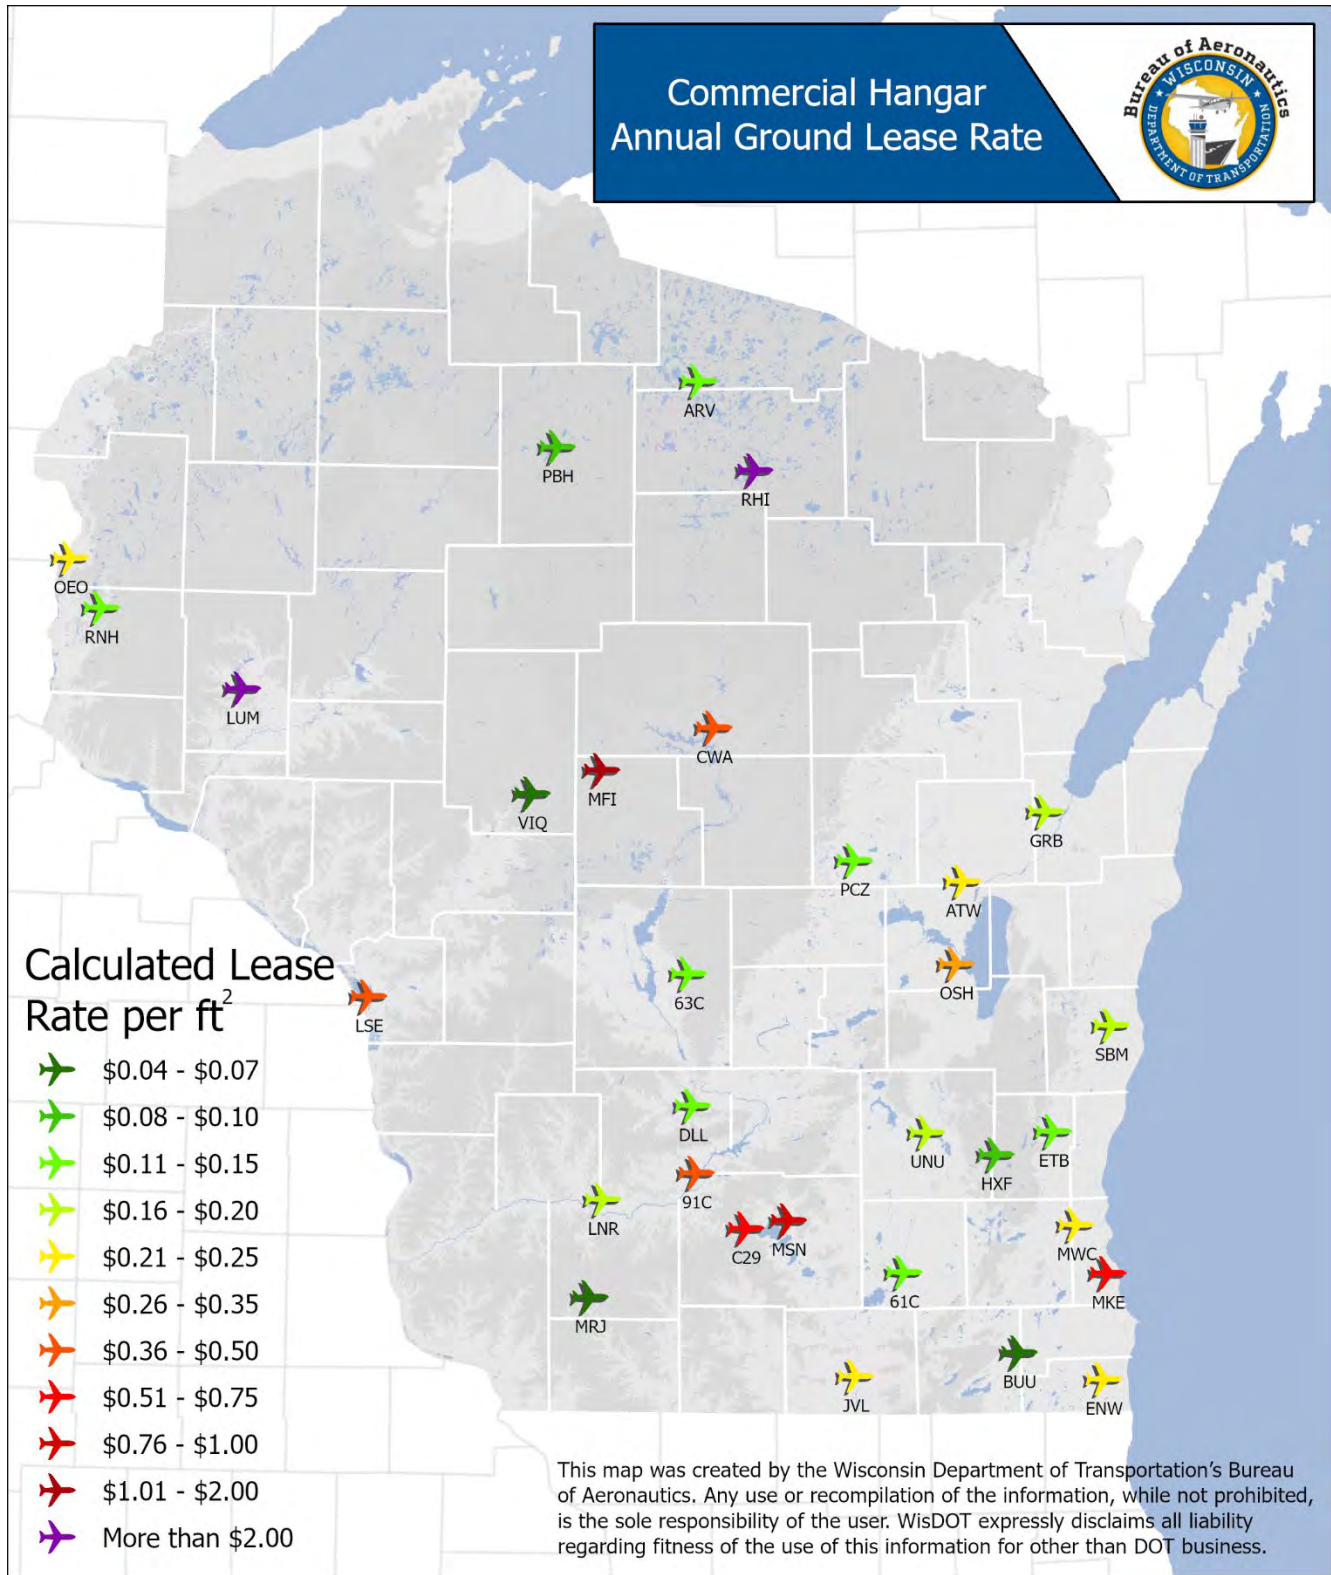 Commercial Hangar
Annual Ground Lease Rate
Bureau of Aeronautics
WISCONSIN
DEPARTMENT OF TRANSPORTATION
ARV
PBH
RHI
OEO
RNH
LUM
CWA
MFI
VIQ
GRB
PCZ
ATW
OSH
63C
LSE
SBM
DLL
UNU
ETB
HXF
91C
LNR
MSN
C29
MWC
61C
MKE
MRJ
BUU
JVL
ENW
Calculated Lease
Rate per ft²
$0.04 - $0.07
$0.08 - $0.10
$0.11 - $0.15
$0.16 - $0.20
$0.21 - $0.25
$0.26 - $0.35
$0.36 - $0.50
$0.51 - $0.75
$0.76 - $1.00
$1.01 - $2.00
More than $2.00
This map was created by the Wisconsin Department of Transportation's Bureau
of Aeronautics. Any use or recompilation of the information, while not prohibited,
is the sole responsibility of the user. WisDOT expressly disclaims all liability
regarding fitness of the use of this information for other than DOT business.